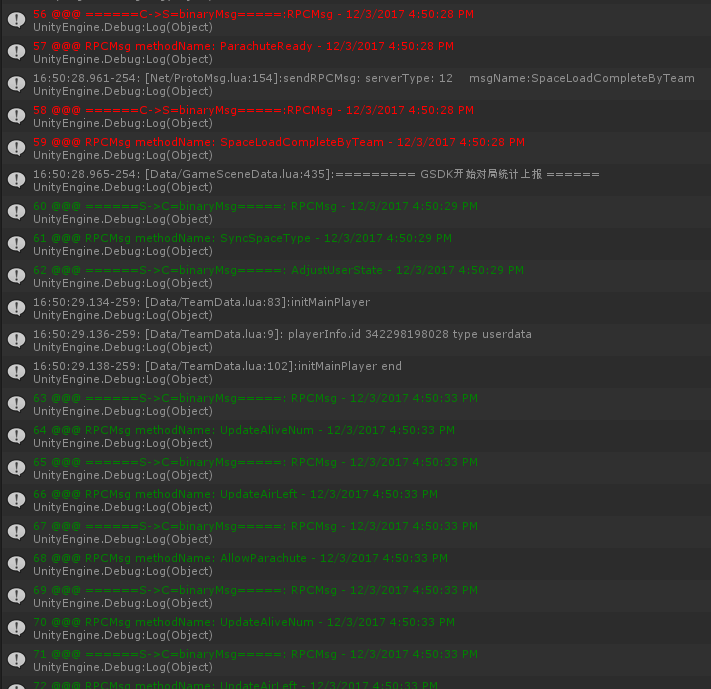 56 @@@ ======C->S=binaryMsg=====;RPCMsg - 12/3/2017 4:50:28 PM
UnityEngine.Debug:Log(Object)
57 @@@ RPCMsg methodName: ParachuteReady - 12/3/2017 4:50:28 PM
UnityEngine.Debug:Log(Object)
16:50:28.961-254: [Net/ProtoMsg.lua:154]:sendRPCMsg: serverType: 12 msgName:SpaceLoadCompleteByTeam
UnityEngine.Debug:Log(Object)
58 @@@ ======C->S=binaryMsg=====;RPCMsg - 12/3/2017 4:50:28 PM
UnityEngine.Debug:Log(Object)
59 @@@ RPCMsg methodName: SpaceLoadCompleteByTeam - 12/3/2017 4:50:28 PM
UnityEngine.Debug:Log(Object)
16:50:28.965-254: [Data/GameSceneData.lua:435]:========= GSDK开始对局统计上报 ======
UnityEngine.Debug:Log(Object)
60 @@@ ======S->C=binaryMsg=====; RPCMsg - 12/3/2017 4:50:29 PM
UnityEngine.Debug:Log(Object)
61 @@@ RPCMsg methodName: SyncSpaceType - 12/3/2017 4:50:29 PM
UnityEngine.Debug:Log(Object)
62 @@@ ======S->C=binaryMsg=====; AdjustUserState - 12/3/2017 4:50:29 PM
UnityEngine.Debug:Log(Object)
16:50:29.134-259: [Data/TeamData.lua:83]:initMainPlayer
UnityEngine.Debug:Log(Object)
16:50:29.136-259: [Data/TeamData.lua:9]: playerInfo.id 342298198028 type userdata
UnityEngine.Debug:Log(Object)
16:50:29.138-259: [Data/TeamData.lua:102]:initMainPlayer end
UnityEngine.Debug:Log(Object)
63 @@@ ======S->C=binaryMsg=====; RPCMsg - 12/3/2017 4:50:33 PM
UnityEngine.Debug:Log(Object)
64 @@@ RPCMsg methodName: UpdateAliveNum - 12/3/2017 4:50:33 PM
UnityEngine.Debug:Log(Object)
65 @@@ ======S->C=binaryMsg=====; RPCMsg - 12/3/2017 4:50:33 PM
UnityEngine.Debug:Log(Object)
66 @@@ RPCMsg methodName: UpdateAirLeft - 12/3/2017 4:50:33 PM
UnityEngine.Debug:Log(Object)
67 @@@ ======S->C=binaryMsg=====; RPCMsg - 12/3/2017 4:50:33 PM
UnityEngine.Debug:Log(Object)
68 @@@ RPCMsg methodName: AllowParachute - 12/3/2017 4:50:33 PM
UnityEngine.Debug:Log(Object)
69 @@@ ======S->C=binaryMsg=====; RPCMsg - 12/3/2017 4:50:33 PM
UnityEngine.Debug:Log(Object)
70 @@@ RPCMsg methodName: UpdateAliveNum - 12/3/2017 4:50:33 PM
UnityEngine.Debug:Log(Object)
71 @@@ ======S->C=binaryMsg=====; RPCMsg - 12/3/2017 4:50:33 PM
UnityEngine.Debug:Log(Object)
72 @@@ RPCMsg methodName: UpdateAirLeft - 12/3/2017 4:50:33 PM